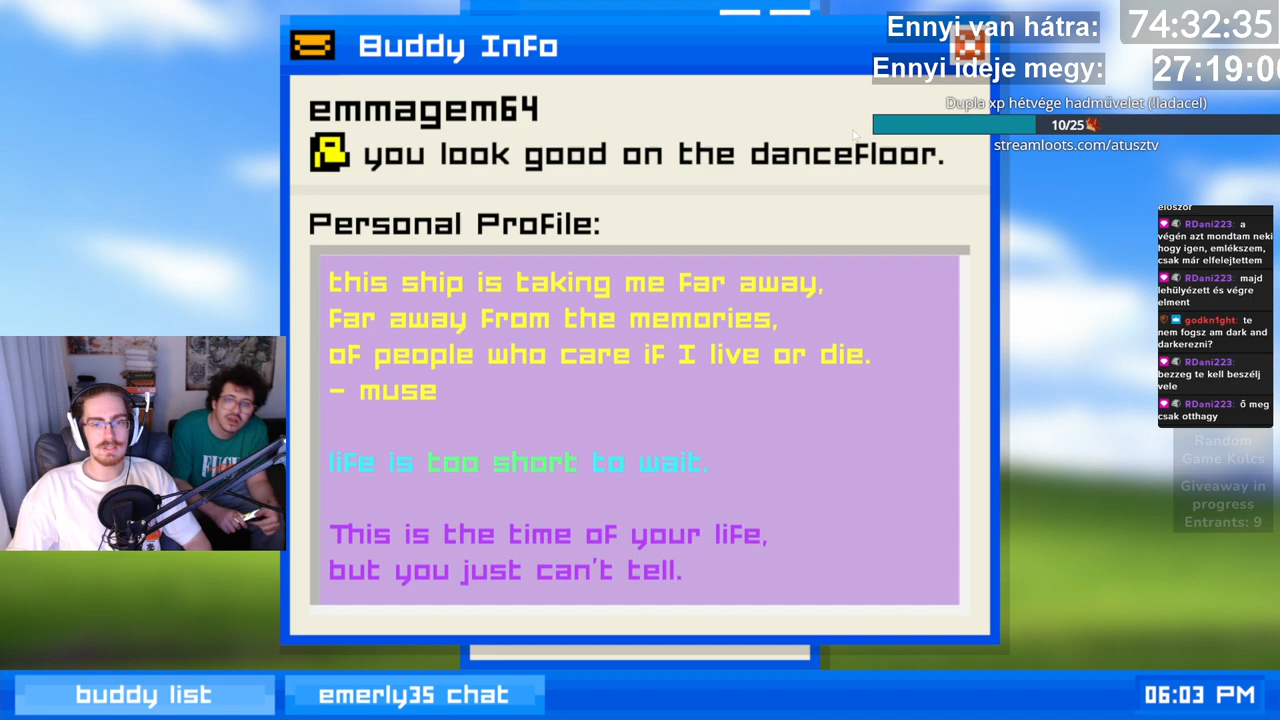 Buddy Info
emmagem64
you look good on the dancefloor.
Personal Profile:
this ship is taking me far away,
far away from the memories,
of people who care if I live or die.
- muse
life is too short to wait.
This is the time of your life,
but you just can't tell.
buddy list
emerly35 chat
06:03 PM
Ennyi van hátra: 74:32:35
Ennyi ideje megy: 27:19:00
Dupla xp hétvége hadművelet (!ladacel)
10/25
streamloots.com/atusztv
először
RDani223: a
végén azt mondtam neki
hogy igen, emlékszem,
csak már elfelejtettem
RDani223: majd
lehülyézett és végre
elment
godkn1ght: te
nem fogsz am dark and
darkerezni?
RDani223:
bezzeg te kell beszélj
vele
RDani223: ő meg
csak otthagy
Random
Game Kulcs
Giveaway in
progress
Entrants: 9